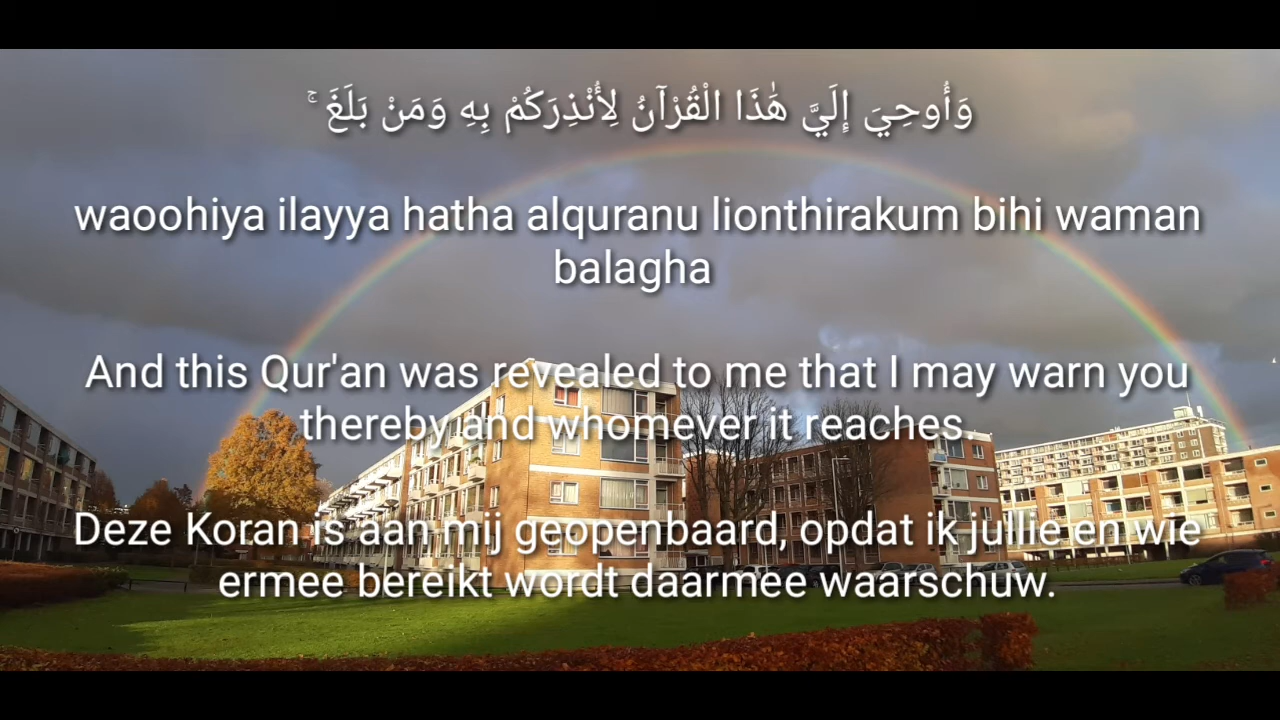 وَأُوحِيَ إِلَيَّ هَٰذَا الْقُرْآنُ لِأُنْذِرَكُمْ بِهِ وَمَنْ بَلَغَ ۚ
waoohiya ilayya hatha alquranu lionthirakum bihi waman
balagha
And this Qur'an was revealed to me that I may warn you
thereby and whomever it reaches
Deze Koran is aan mij geopenbaard, opdat ik jullie en wie
ermee bereikt wordt daarmee waarschuw.